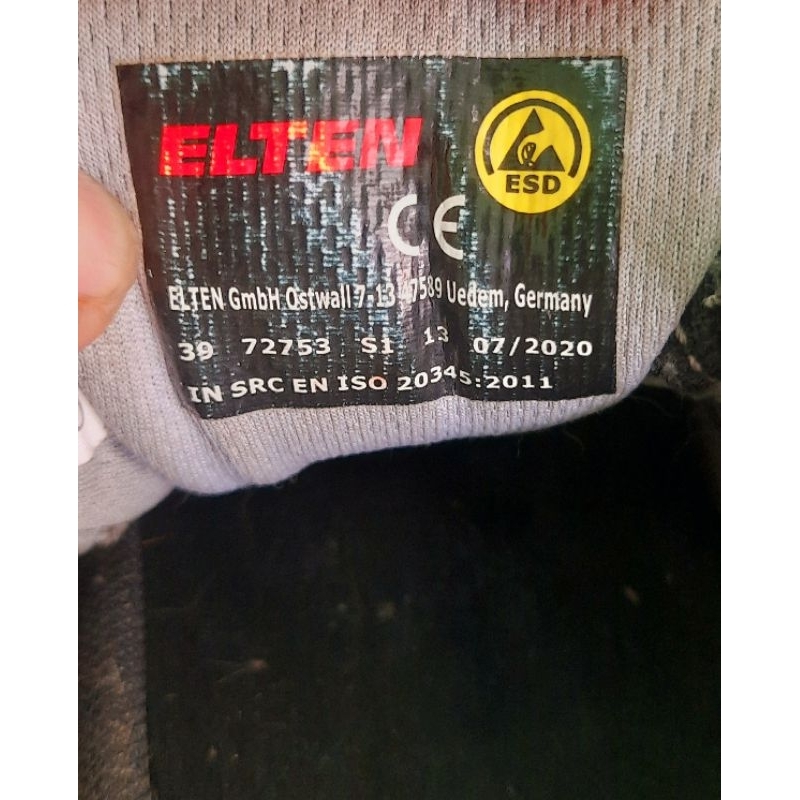 ELTEN
ESD
CE
ELTEN GmbH Ostwall 7-13 47589 Uedem, Germany
39 72753 S1 13 07/2020
IN SRC EN ISO 20345:2011